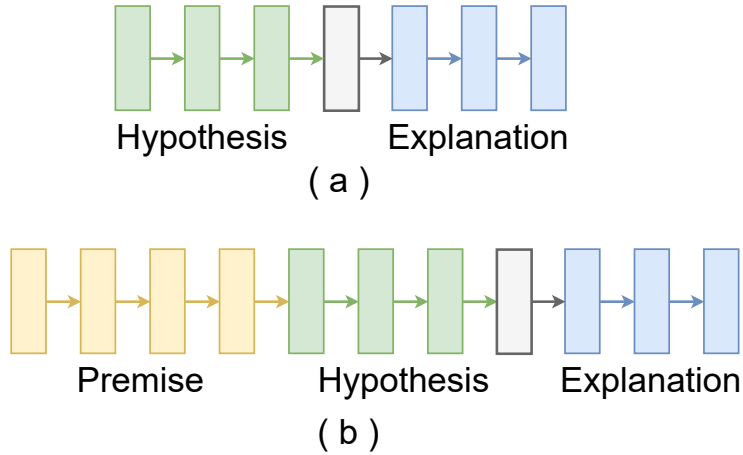 Hypothesis Explanation
( a )
Premise Hypothesis Explanation
( b )